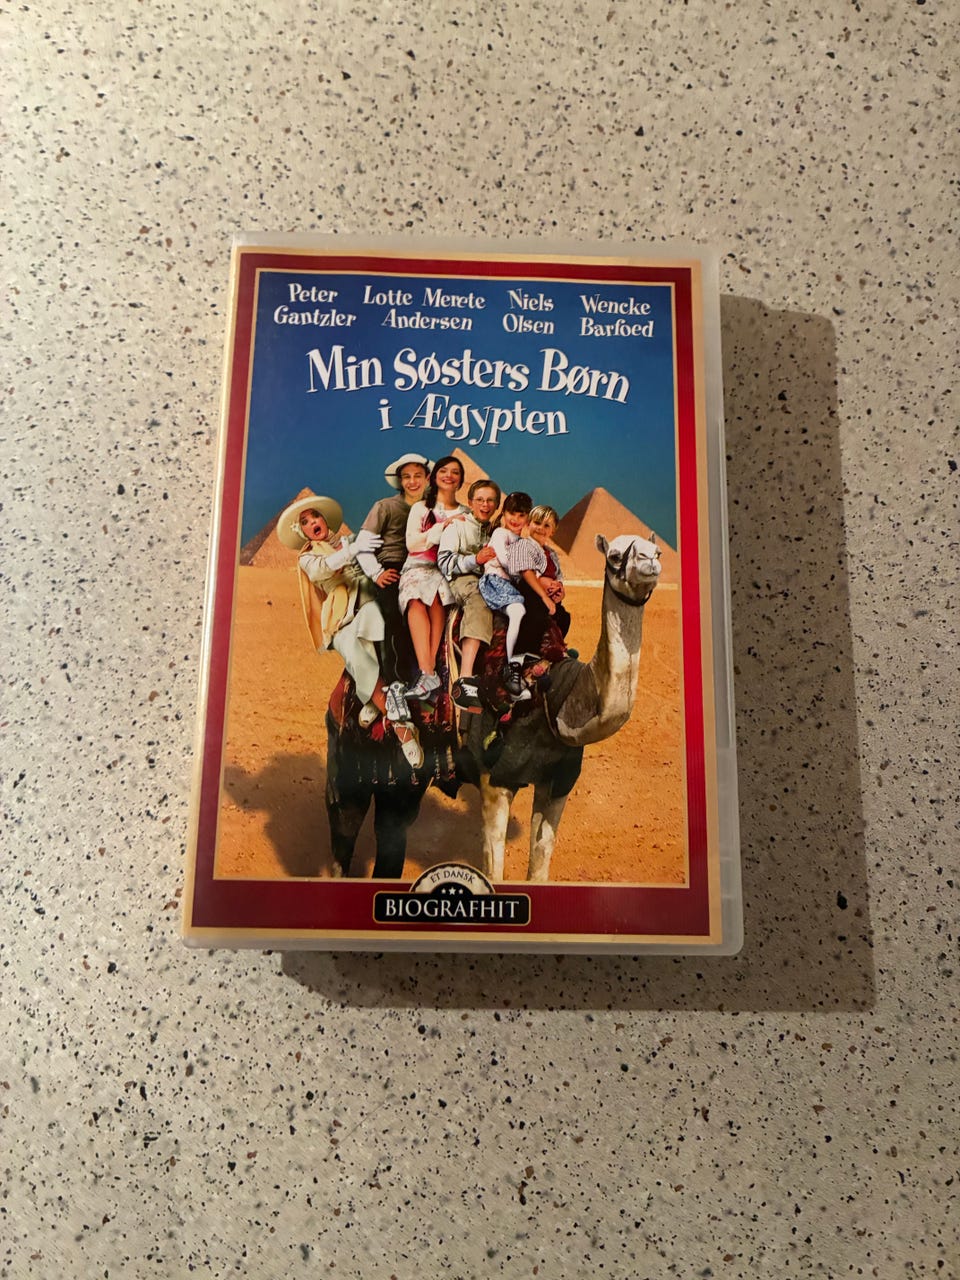 Peter Gantzler
Lotte Merete Andersen
Niels Olsen
Wencke Barfoed
Min Søsters Børn
i Ægypten
ET DANSK
BIOGRAFHIT